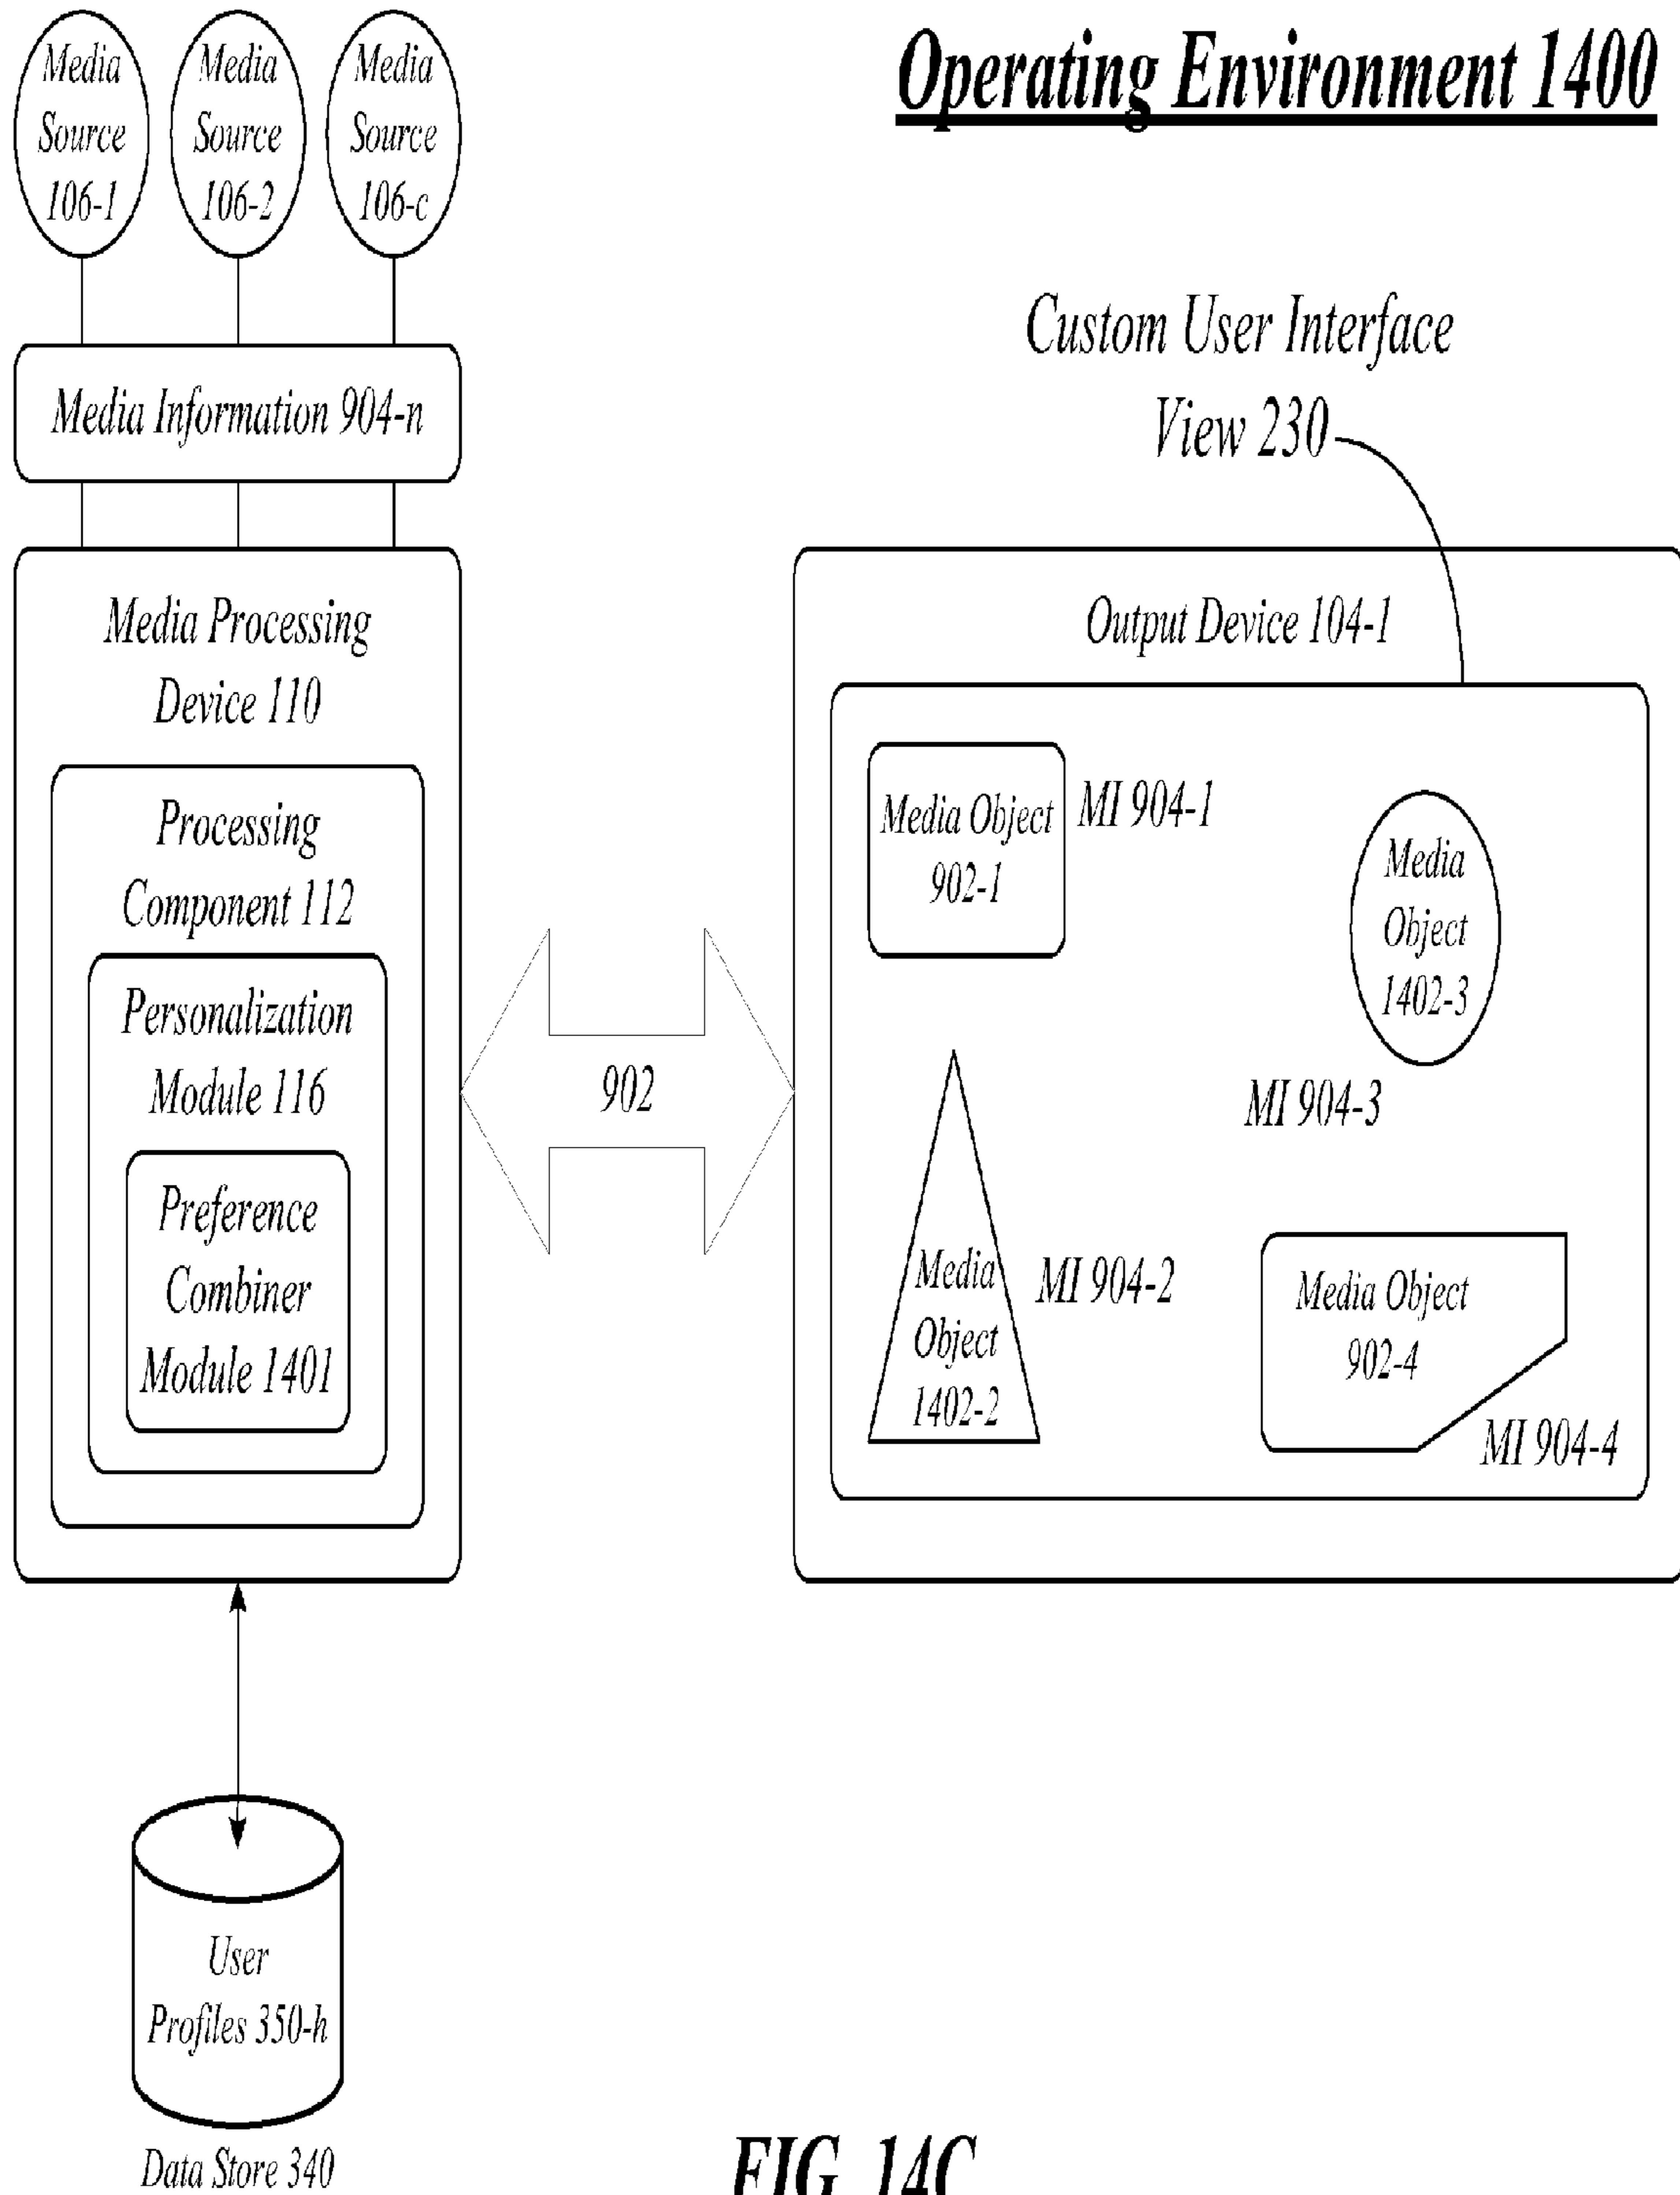 Operating Environment 1400
Media
Source
106-1
Media
Source
106-2
Media
Source
106-c
Media Information 904-n
Media Processing
Device 110
Processing
Component 112
Personalization
Module 116
Preference
Combiner
Module 1401
User
Profiles 350-h
Data Store 340
902
Custom User Interface
View 230
Output Device 104-1
Media Object
902-1
MI 904-1
Media
Object
1402-3
MI 904-3
Media
Object
1402-2
MI 904-2
Media Object
902-4
MI 904-4
FIG. 14C